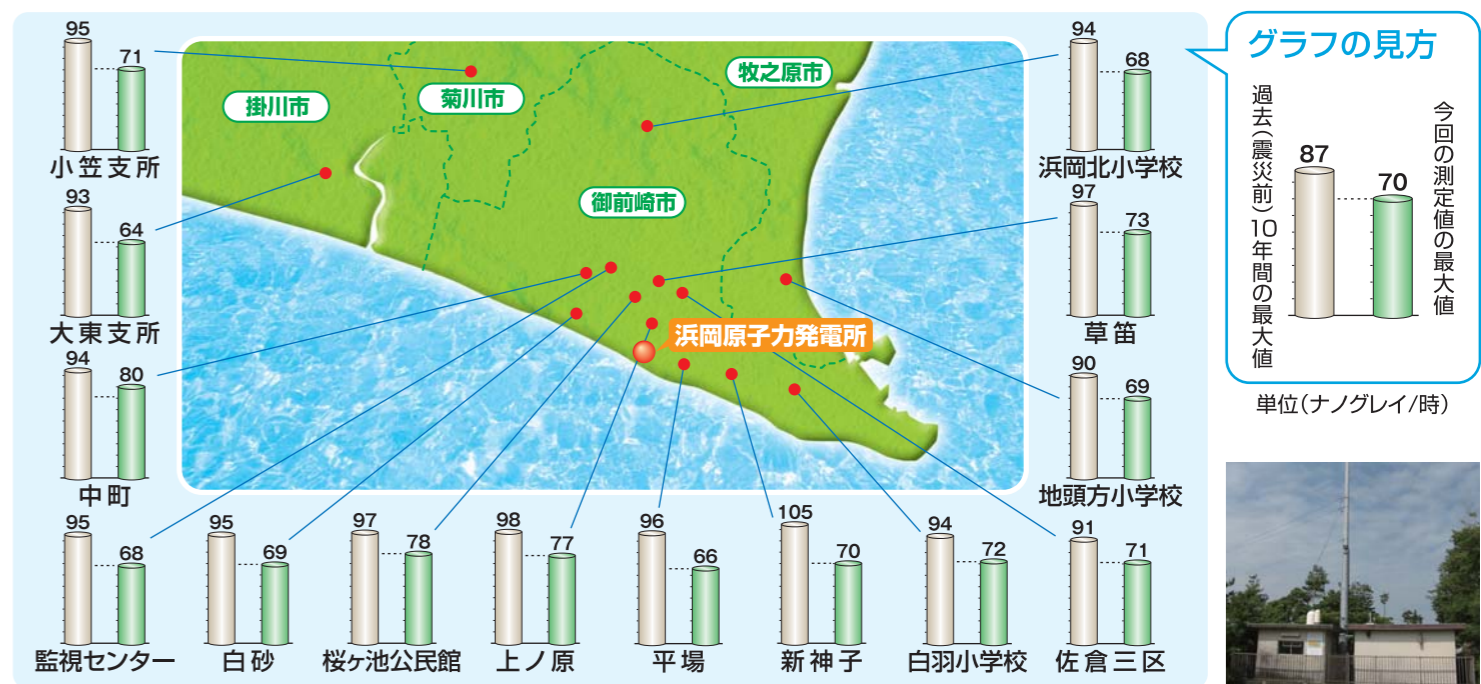 95
71
小笠支所
93
64
大東支所
94
80
中町
掛川市
菊川市
牧之原市
御前崎市
浜岡原子力発電所
94
68
浜岡北小学校
97
73
草笛
90
69
地頭方小学校
95
68
監視センター
95
69
白砂
97
78
桜ヶ池公民館
98
77
上ノ原
96
66
平場
105
70
新神子
94
72
白羽小学校
91
71
佐倉三区
グラフの見方
過去(震災前)10年間の最大値
87
70
今回の測定値の最大値
単位(ナノグレイ/時)